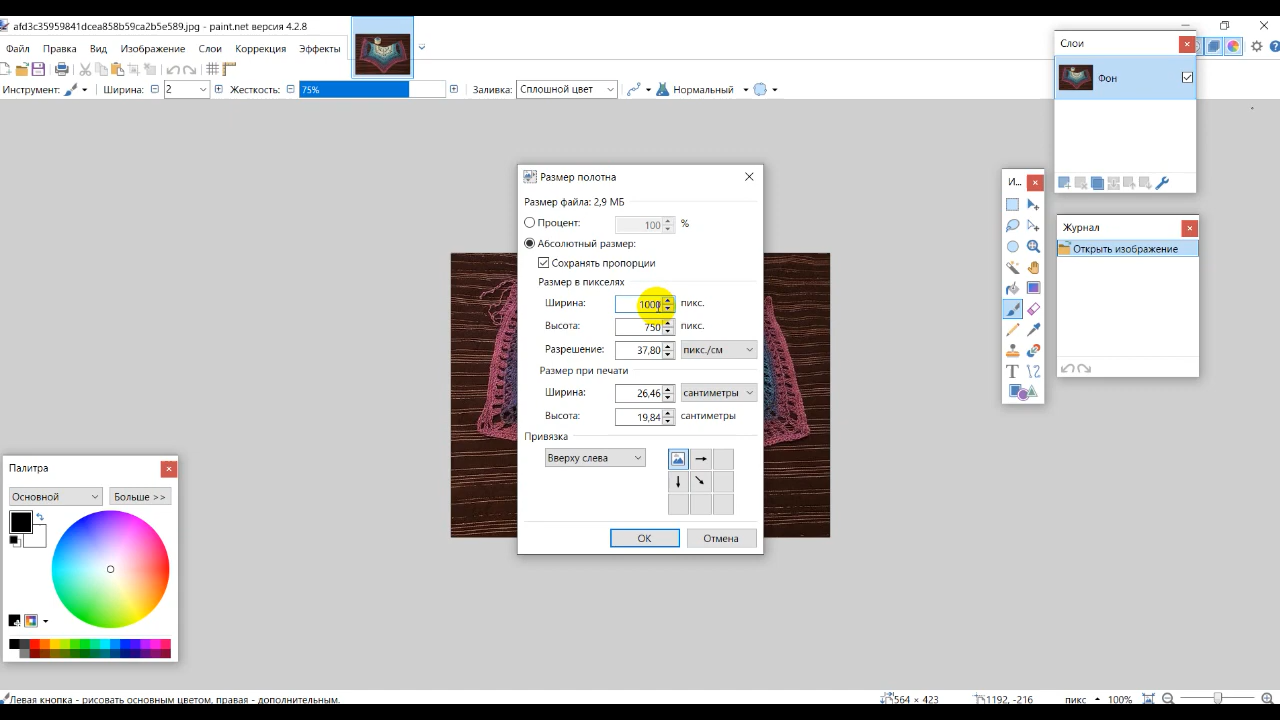 afd3c35959841dcea858b59ca2b5e589.jpg - paint.net версия 4.2.8
Файл Правка Вид Изображение Слои Коррекция Эффекты
Инструмент: Ширина: 2 Жесткость: 75% Заливка: Сплошной цвет Нормальный
Слои
Фон
Размер полотна
Размер файла: 2,9 МБ
Процент: 100 %
Абсолютный размер:
Сохранять пропорции
Размер в пикселях
Ширина: 1000 пикс.
Высота: 750 пикс.
Разрешение: 37,80 пикс./см
Размер при печати
Ширина: 26,46 сантиметры
Высота: 19,84 сантиметры
Привязка
Вверху слева
ОК Отмена
И...
Журнал
Открыть изображение
Палитра
Основной Больше >>
Левая кнопка - рисовать основным цветом, правая - дополнительным.
564 × 423 1192, -216 пикс 100%